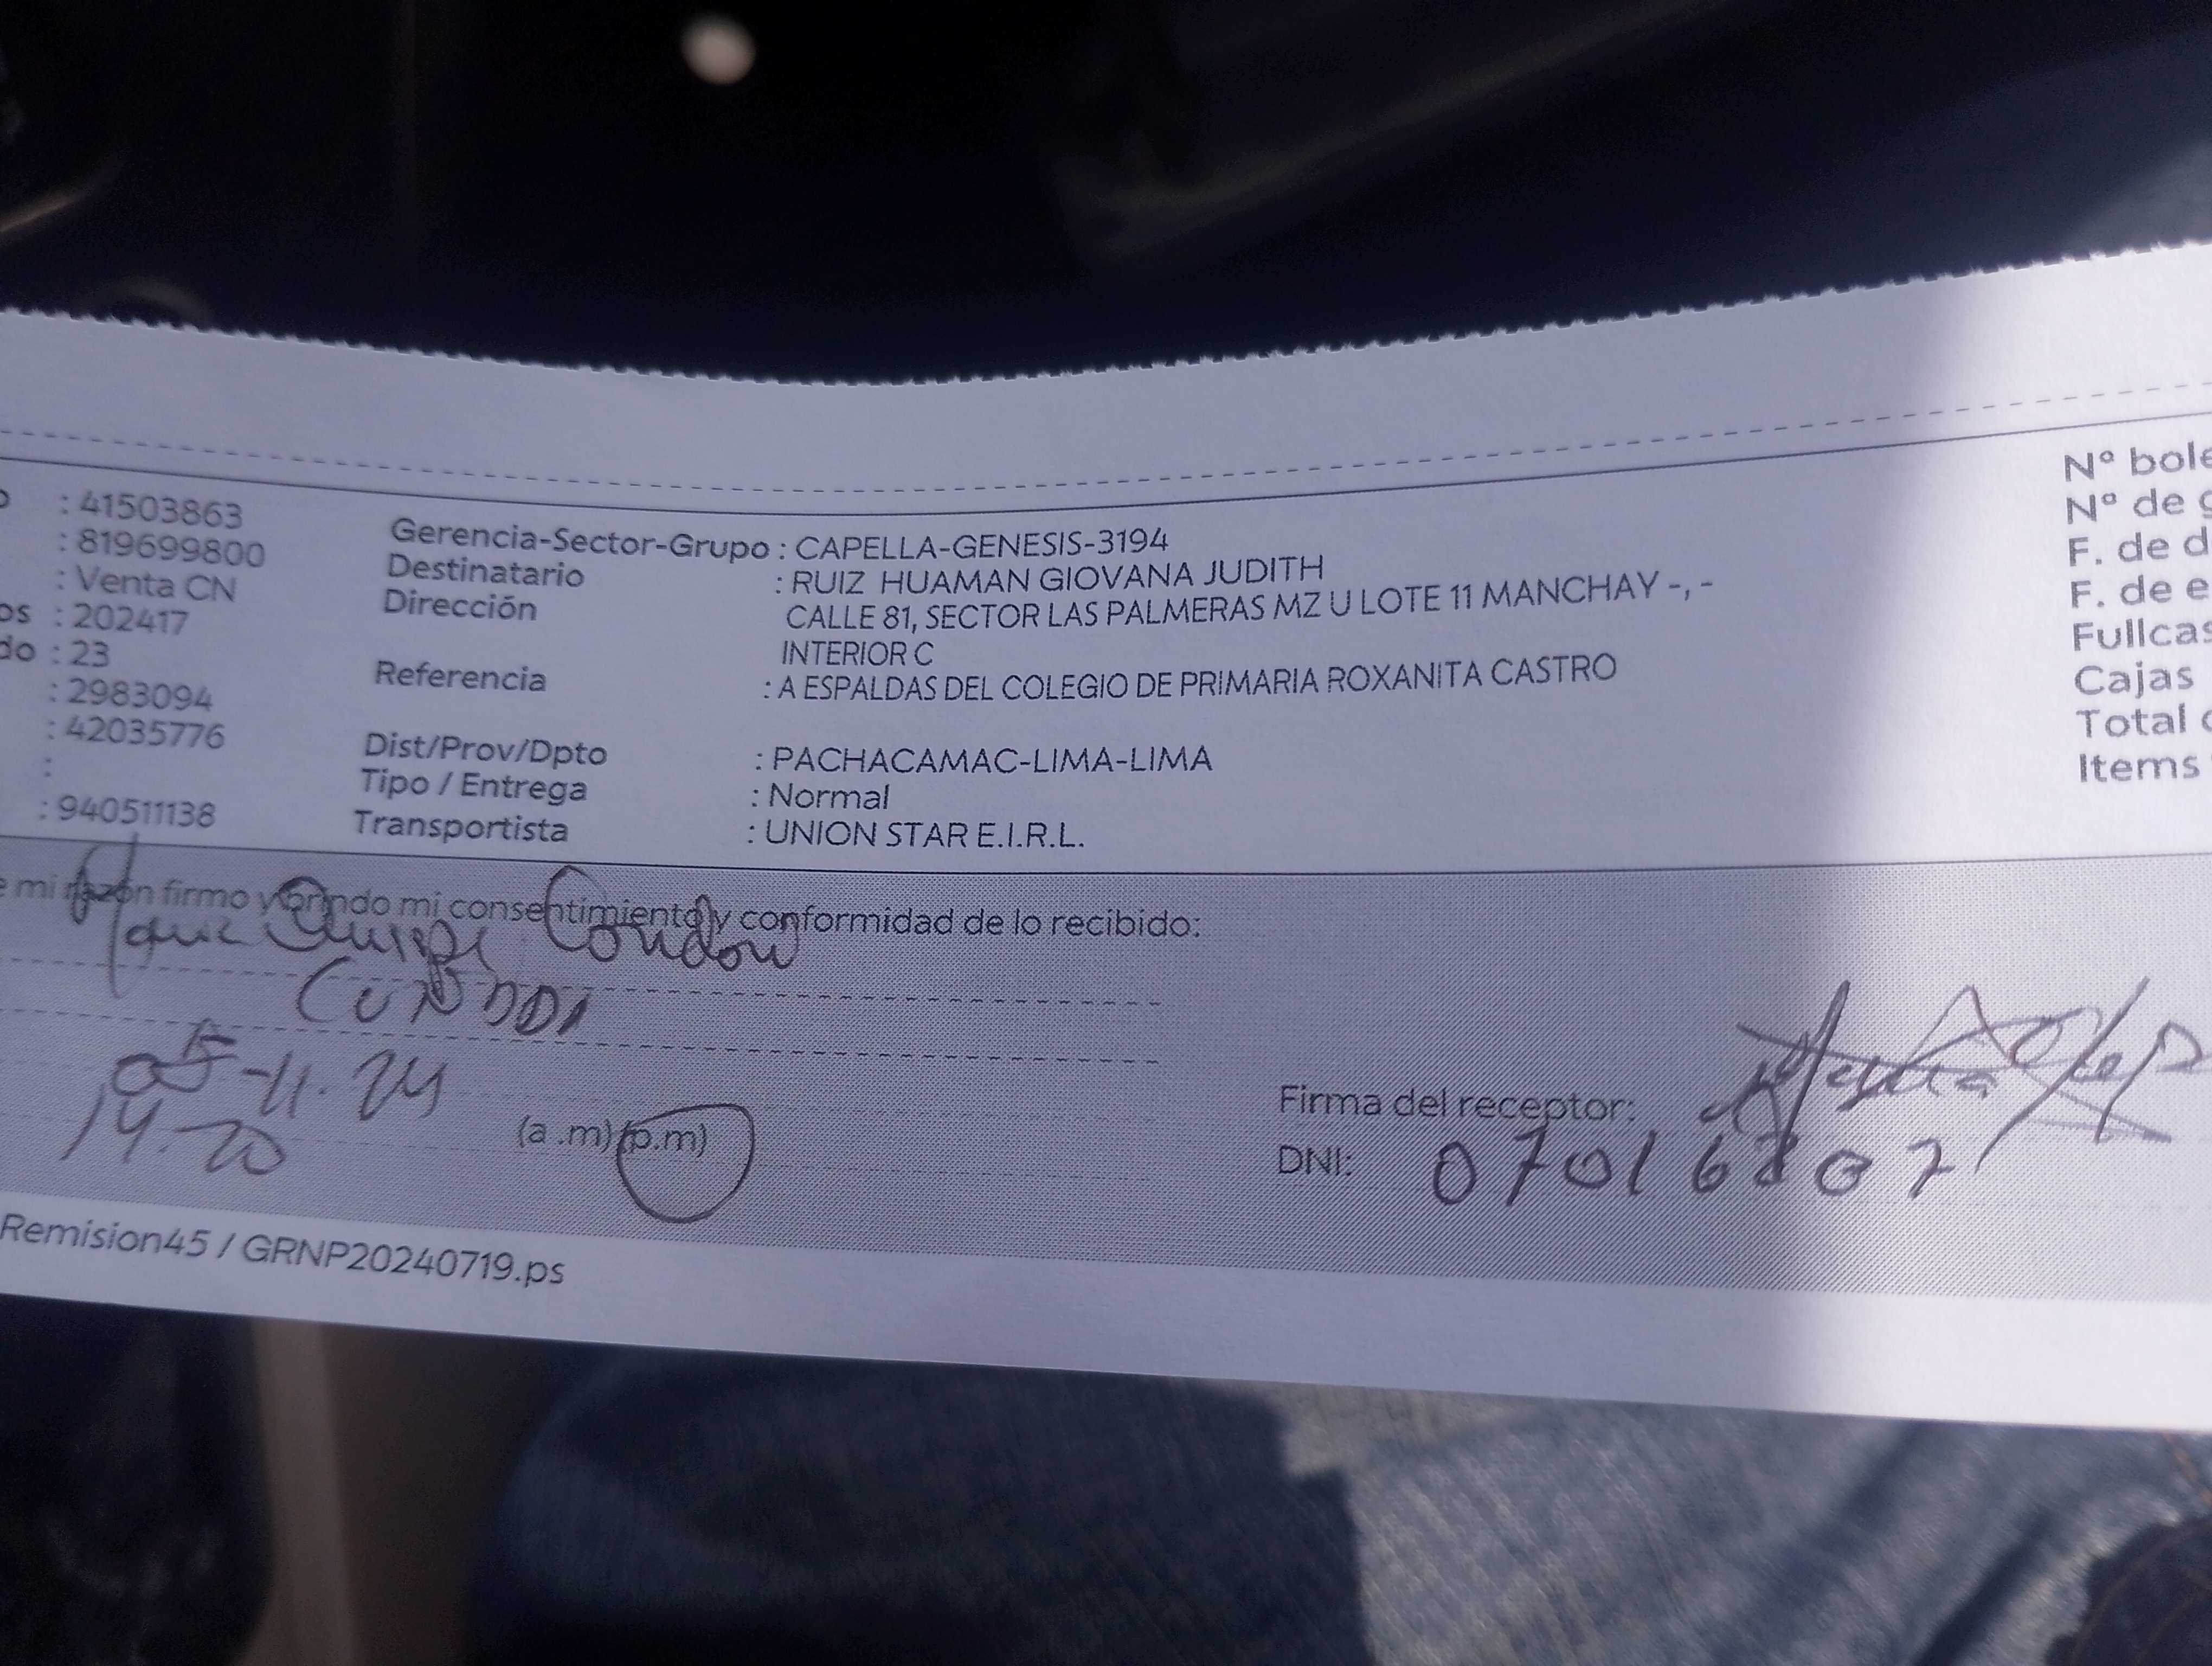 : 41503863
: 819699800
: Venta CN
os : 202417
do : 23
: 2983094
: 42035776
:
: 940511138
Gerencia-Sector-Grupo : CAPELLA-GENESIS-3194
Destinatario : RUIZ HUAMAN GIOVANA JUDITH
Dirección CALLE 81, SECTOR LAS PALMERAS MZ U LOTE 11 MANCHAY -, -
INTERIOR C
Referencia : A ESPALDAS DEL COLEGIO DE PRIMARIA ROXANITA CASTRO
Dist/Prov/Dpto : PACHACAMAC-LIMA-LIMA
Tipo / Entrega : Normal
Transportista : UNION STAR E.I.R.L.
Nº bole
Nº de g
F. de d
F. de e
Fullcas
Cajas
Total c
Items
e mi razón firmo y brindo mi consentimiento y conformidad de lo recibido:
05-11-24
14-20 (a .m) (p.m)
Firma del receptor:
DNI:
Remision45 / GRNP20240719.ps